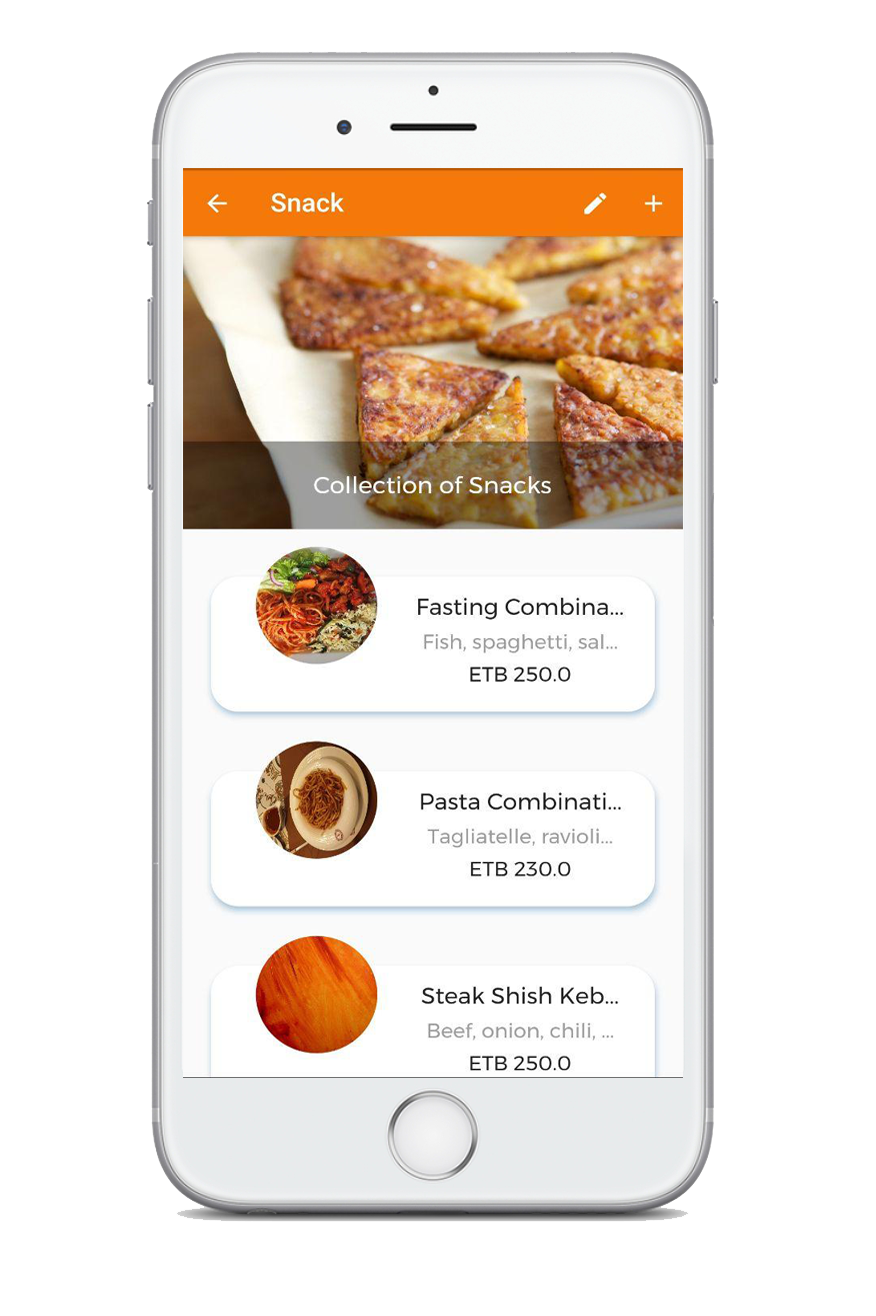 Snack
Collection of Snacks
Fasting Combina...
Fish, spaghetti, sal...
ETB 250.0
Pasta Combinati...
Tagliatelle, ravioli...
ETB 230.0
Steak Shish Keb...
Beef, onion, chili, ...
ETB 250.0